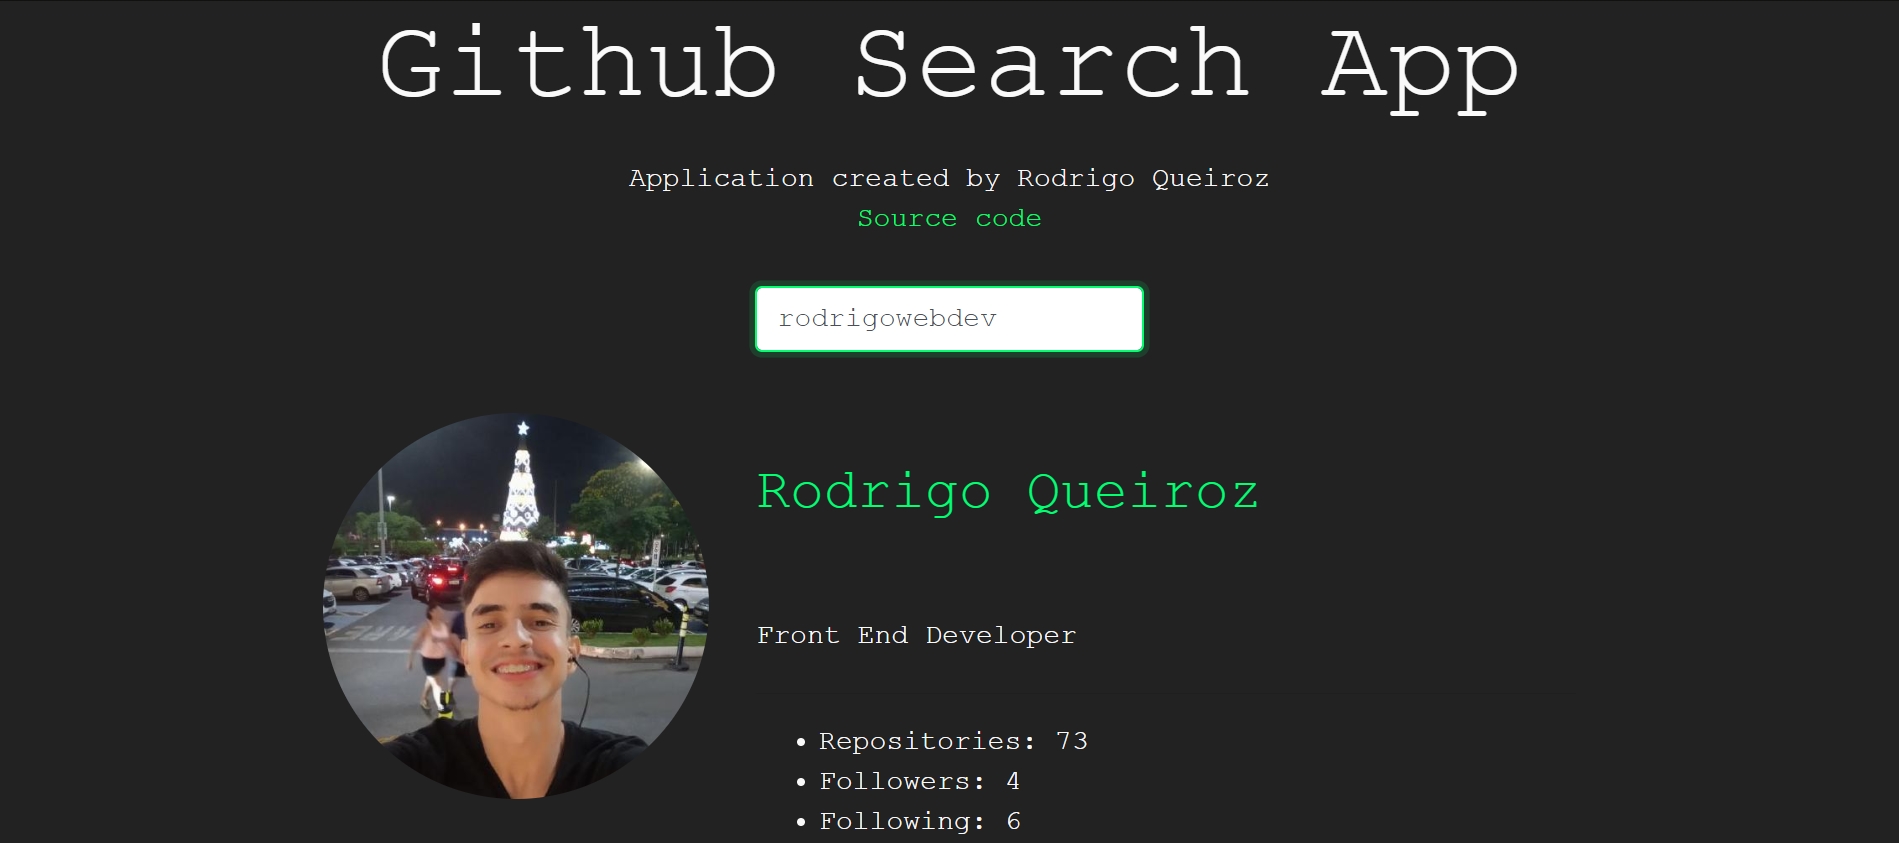 Github Search App
Application created by Rodrigo Queiroz
Source code
rodrigowebdev
Rodrigo Queiroz
Front End Developer
Repositories: 73
Followers: 4
Following: 6